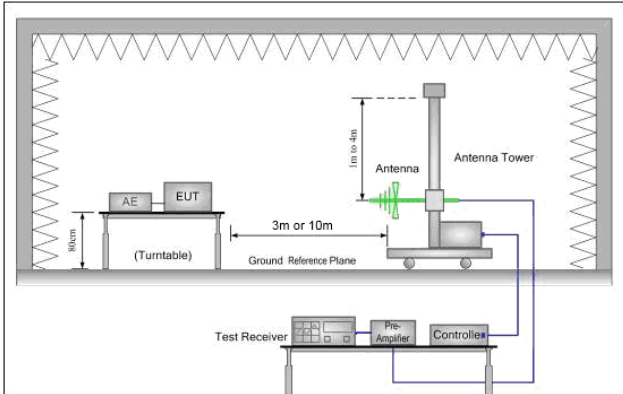 1m to 4m
Antenna
Antenna Tower
AE
EUT
3m or 10m
80cm
(Turntable)
Ground Reference Plane
Test Receiver
Pre-
Amplifier
Controlle